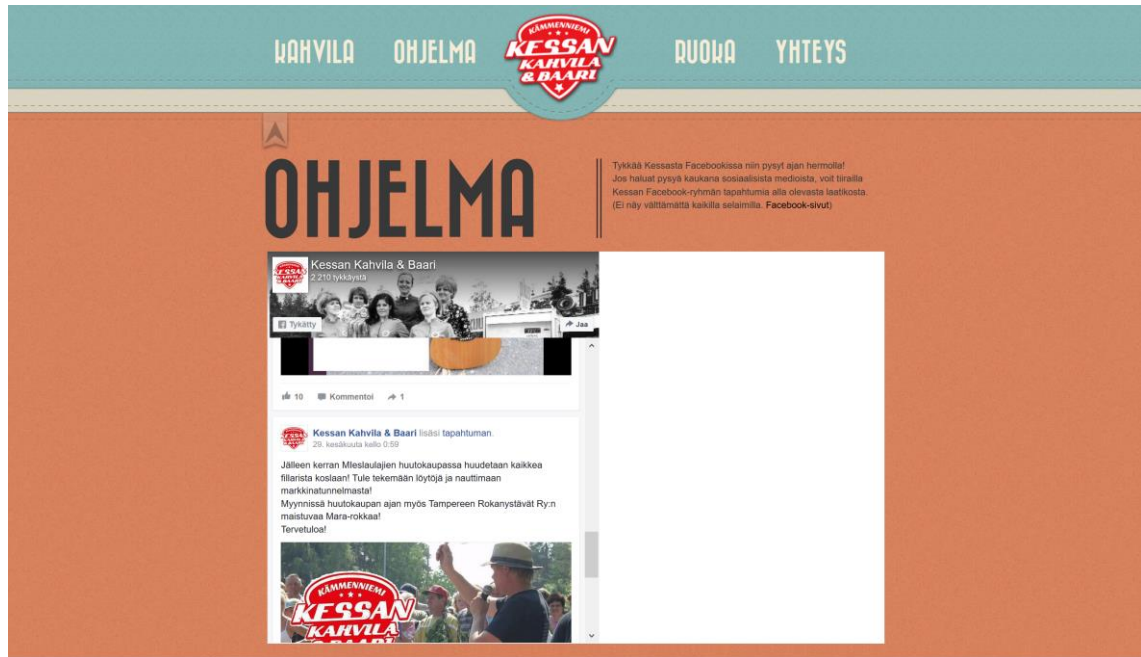 KAHVILA OHJELMA KÄMMENNIEMI KESSAN KAHVILA & BAARI RUOKA YHTEYS
OHJELMA
Tykkää Kessasta Facebookissa niin pysyt ajan hermolla!
Jos haluat pysyä kaukana sosiaalisista medioista, voit tiirailla
Kessan Facebook-ryhmän tapahtumia alla olevasta laatikosta.
(Ei näy välttämättä kaikilla selaimilla. Facebook-sivut)
KESSAN KAHVILA & BAARI
Kessan Kahvila & Baari
2 210 tykkäystä
Tykätty
Jaa
10 Kommentoi 1
Kessan Kahvila & Baari lisäsi tapahtuman.
29. kesäkuuta kello 0:59
Jälleen kerran MIeslaulajien huutokaupassa huudetaan kaikkea
fillarista koslaan! Tule tekemään löytöjä ja nauttimaan
markkinatunnelmasta!
Myynnissä huutokaupan ajan myös Tampereen Rokanystävät Ry:n
maistuvaa Mara-rokkaa!
Tervetuloa!
KÄMMENNIEMI
KESSAN
KAHVILA
& BAARI